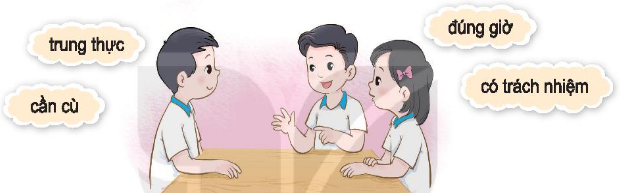 trung thực
cần cù
đúng giờ
có trách nhiệm